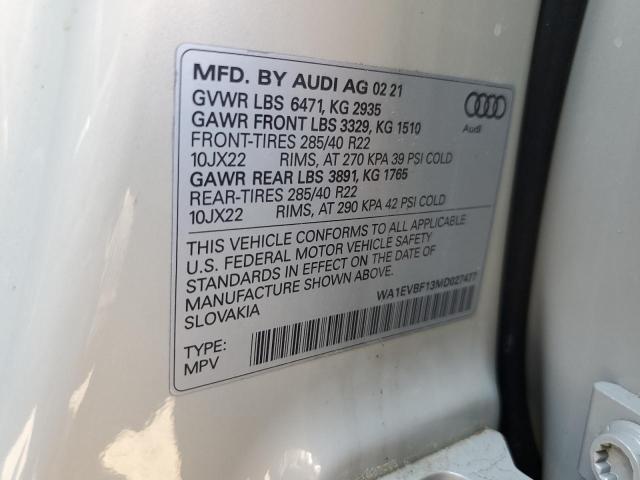 MFD. BY AUDI AG 02 21
GVWR LBS 6471, KG 2935
GAWR FRONT LBS 3329, KG 1510
FRONT-TIRES 285/40 R22
10JX22 RIMS, AT 270 KPA 39 PSI COLD
GAWR REAR LBS 3891, KG 1765
REAR-TIRES 285/40 R22
10JX22 RIMS, AT 290 KPA 42 PSI COLD
Audi
THIS VEHICLE CONFORMS TO ALL APPLICABLE
U.S. FEDERAL MOTOR VEHICLE SAFETY
STANDARDS IN EFFECT ON THE DATE OF
MANUFACTURE SHOWN ABOVE.
SLOVAKIA
WA1EVBF13MD027477
TYPE:
MPV